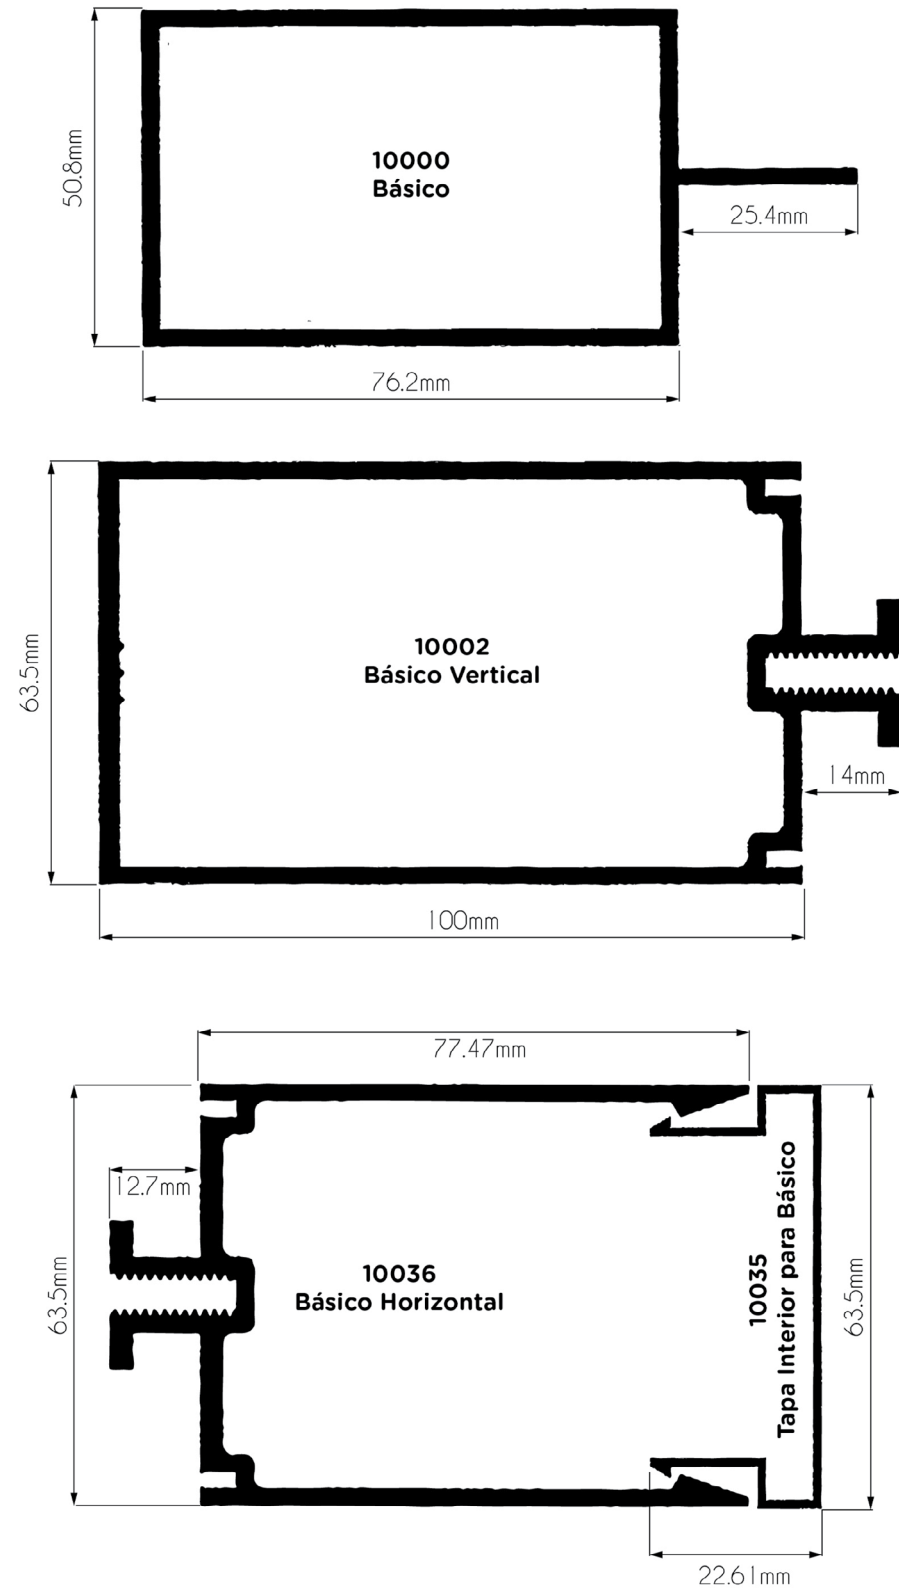 50.8mm
10000
Básico
25.4mm
76.2mm
63.5mm
10002
Básico Vertical
14mm
100mm
77.47mm
12.7mm
63.5mm
10036
Básico Horizontal
10035
Tapa Interior para Básico
63.5mm
22.61mm